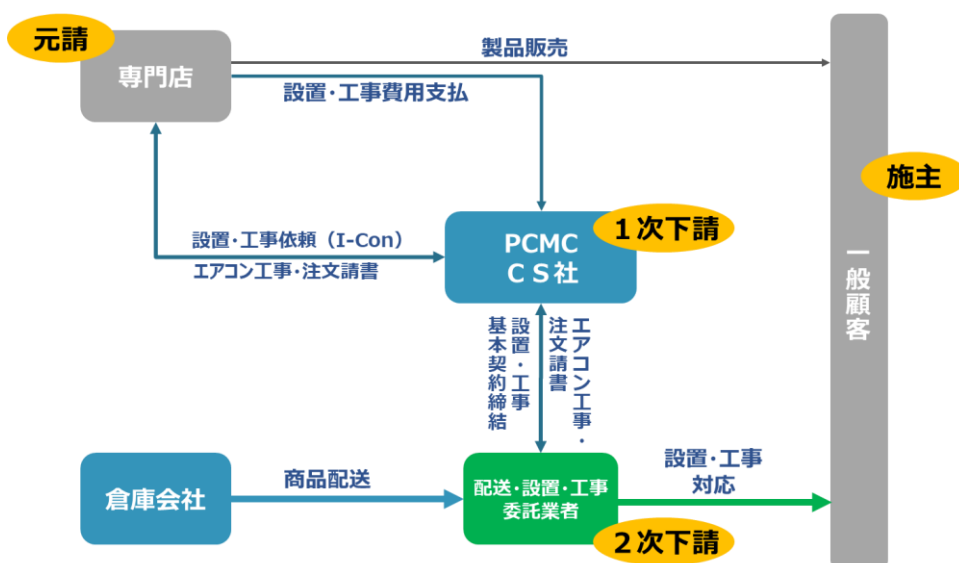 元請
専門店
製品販売
設置・工事費用支払
施主
1次下請
PCMC
CS社
設置・工事依頼（I-Con）
エアコン工事・注文請書
一般顧客
設置・工事
基本契約締結
エアコン工事・
注文請書
倉庫会社
商品配送
配送・設置・工事
委託業者
設置・工事
対応
2次下請